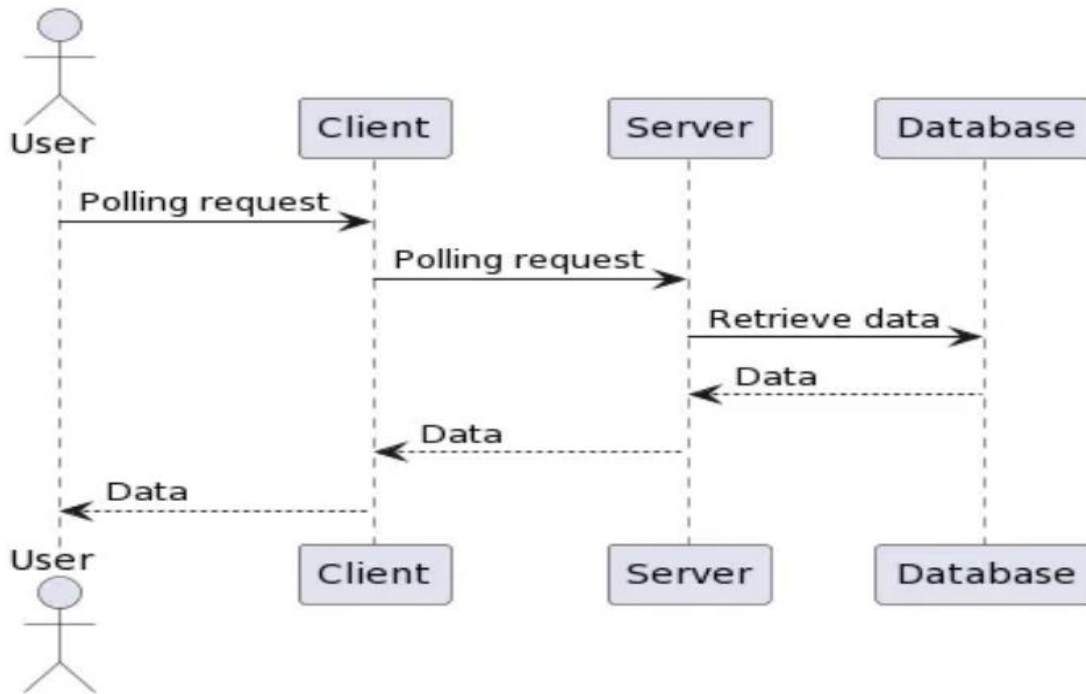 User
Client
Server
Database
Polling request
Polling request
Retrieve data
Data
Data
Data
User
Client
Server
Database